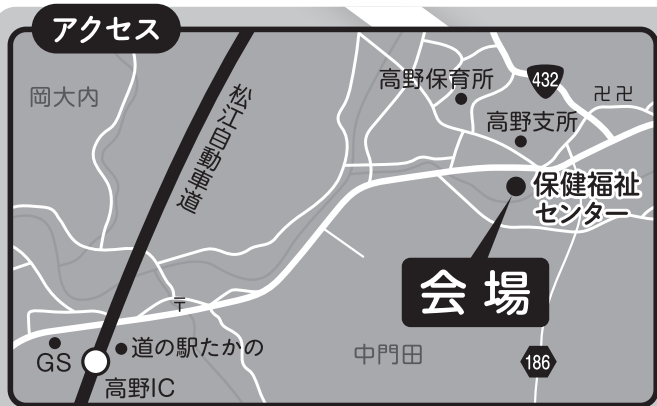 アクセス
岡大内
松江自動車道
高野保育所
432
卍卍
高野支所
保健福祉
センター
会場
〒
GS
道の駅たかの
高野IC
中門田
186